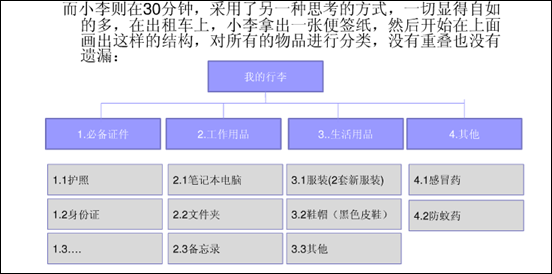 而小李则在30分钟，采用了另一种思考的方式，一切显得自如
的多，在出租车上，小李拿出一张便签纸，然后开始在上面
画出这样的结构，对所有的物品进行分类，没有重叠也没有
遗漏：
我的行李
1.必备证件
2.工作用品
3..生活用品
4.其他
1.1护照
2.1笔记本电脑
3.1服装(2套新服装)
4.1感冒药
1.2身份证
2.2文件夹
3.2鞋帽（黑色皮鞋）
4.2防蚊药
1.3….
2.3备忘录
3.3其他